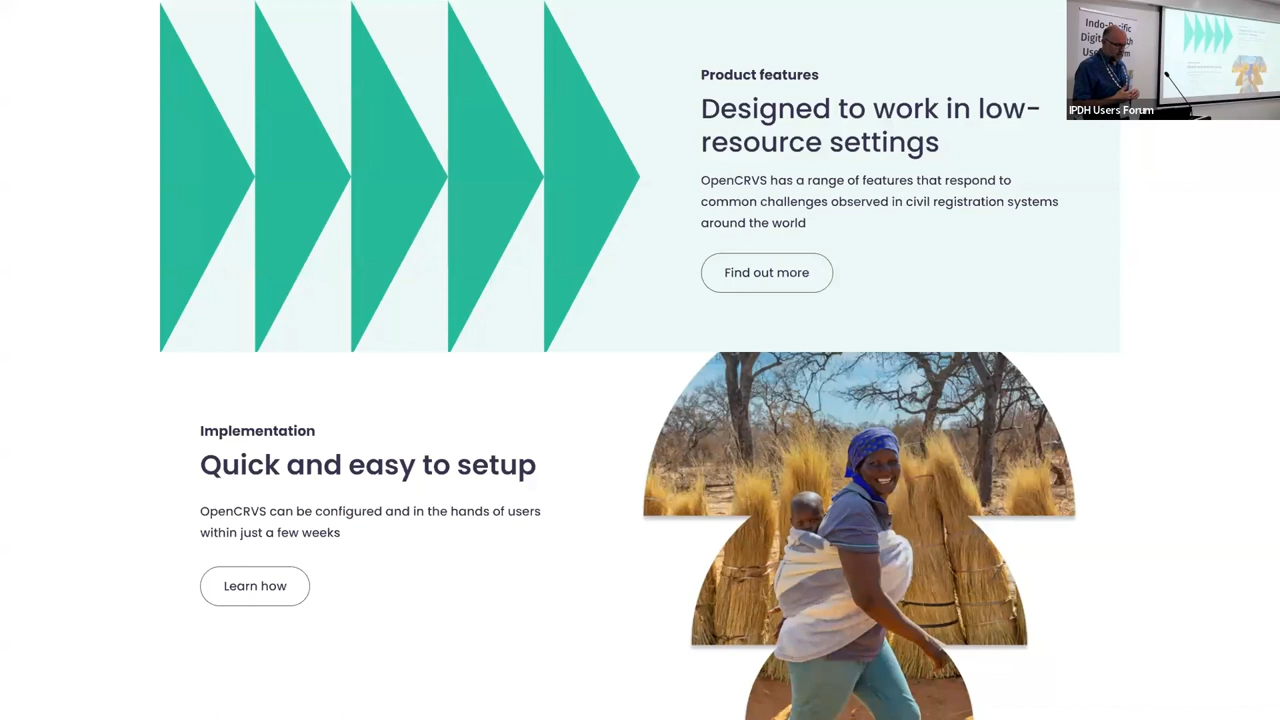 Product features
Designed to work in low-
resource settings
OpenCRVS has a range of features that respond to
common challenges observed in civil registration systems
around the world
Find out more
Implementation
Quick and easy to setup
OpenCRVS can be configured and in the hands of users
within just a few weeks
Learn how
Indo-Pacific
IPDH Users Forum